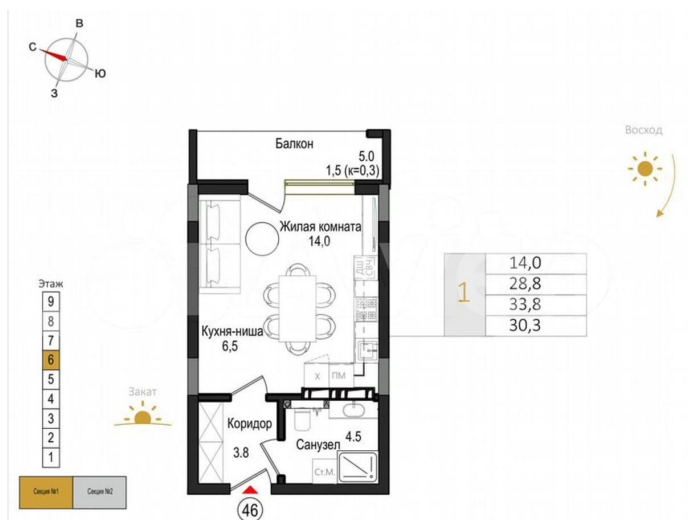 В
С
Ю
З
Балкон
5.0
1,5 (к=0,3)
Восход
Жилая комната
14,0
ДШ
СВЧ
14,0
1
28,8
33,8
30,3
Этаж
9
8
7
6
5
4
3
2
1
Кухня-ниша
6,5
Х
ПМ
Закат
Коридор
3.8
Санузел
4.5
Ст.М.
46
Секция №1
Секция №2